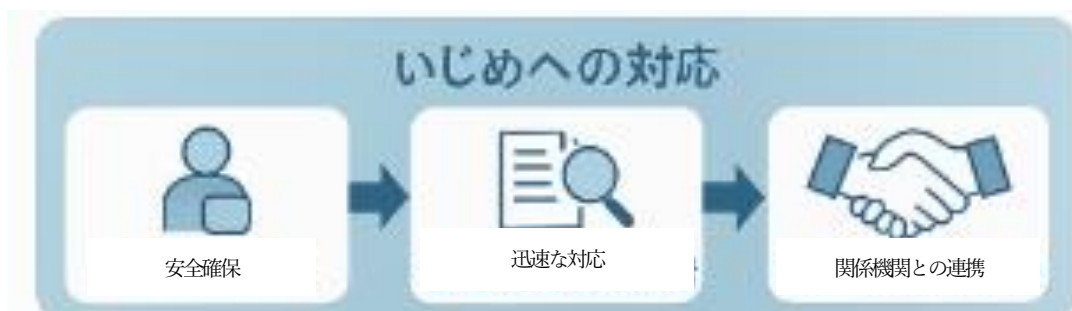 いじめへの対応
安全確保
迅速な対応
関係機関との連携